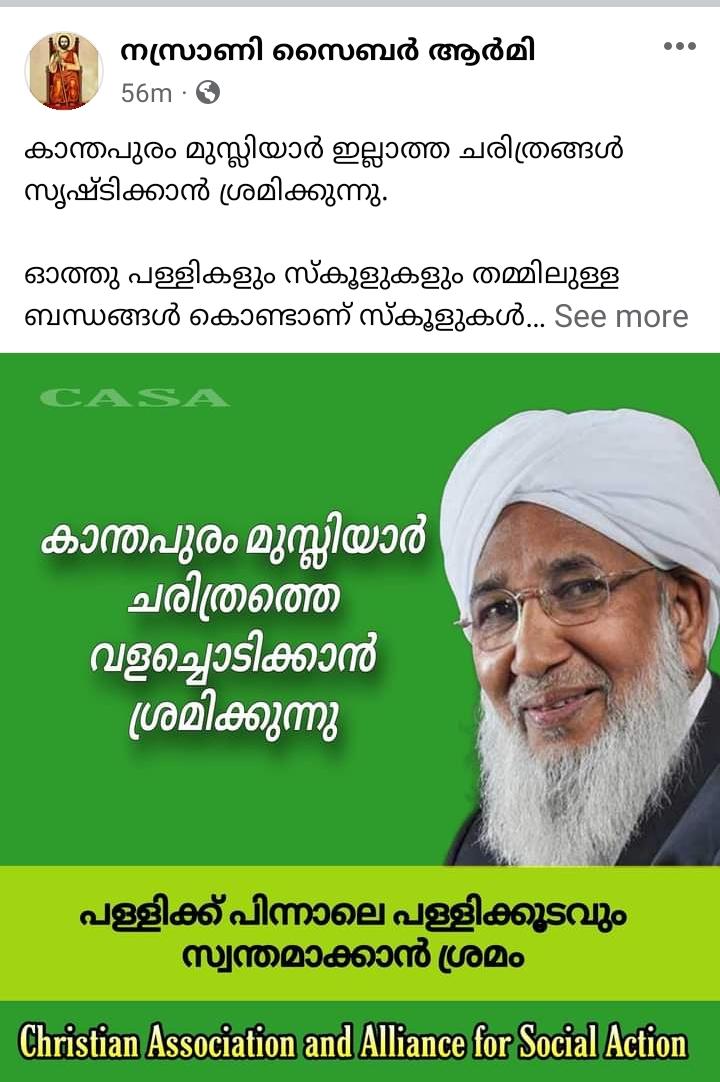 നസ്രാണി സൈബർ ആർമി
56m ·
കാന്തപുരം മുസ്ലിയാർ ഇല്ലാത്ത ചരിത്രങ്ങൾ
സൃഷ്ടിക്കാൻ ശ്രമിക്കുന്നു.
ഓത്തു പള്ളികളും സ്കൂളുകളും തമ്മിലുള്ള
ബന്ധങ്ങൾ കൊണ്ടാണ് സ്കൂളുകൾ... See more
CASA
കാന്തപുരം മുസ്ലിയാർ
ചരിത്രത്തെ
വളച്ചൊടിക്കാൻ
ശ്രമിക്കുന്നു
പള്ളിക്ക് പിന്നാലെ പള്ളിക്കൂടവും
സ്വന്തമാക്കാൻ ശ്രമം
Christian Association and Alliance for Social Action